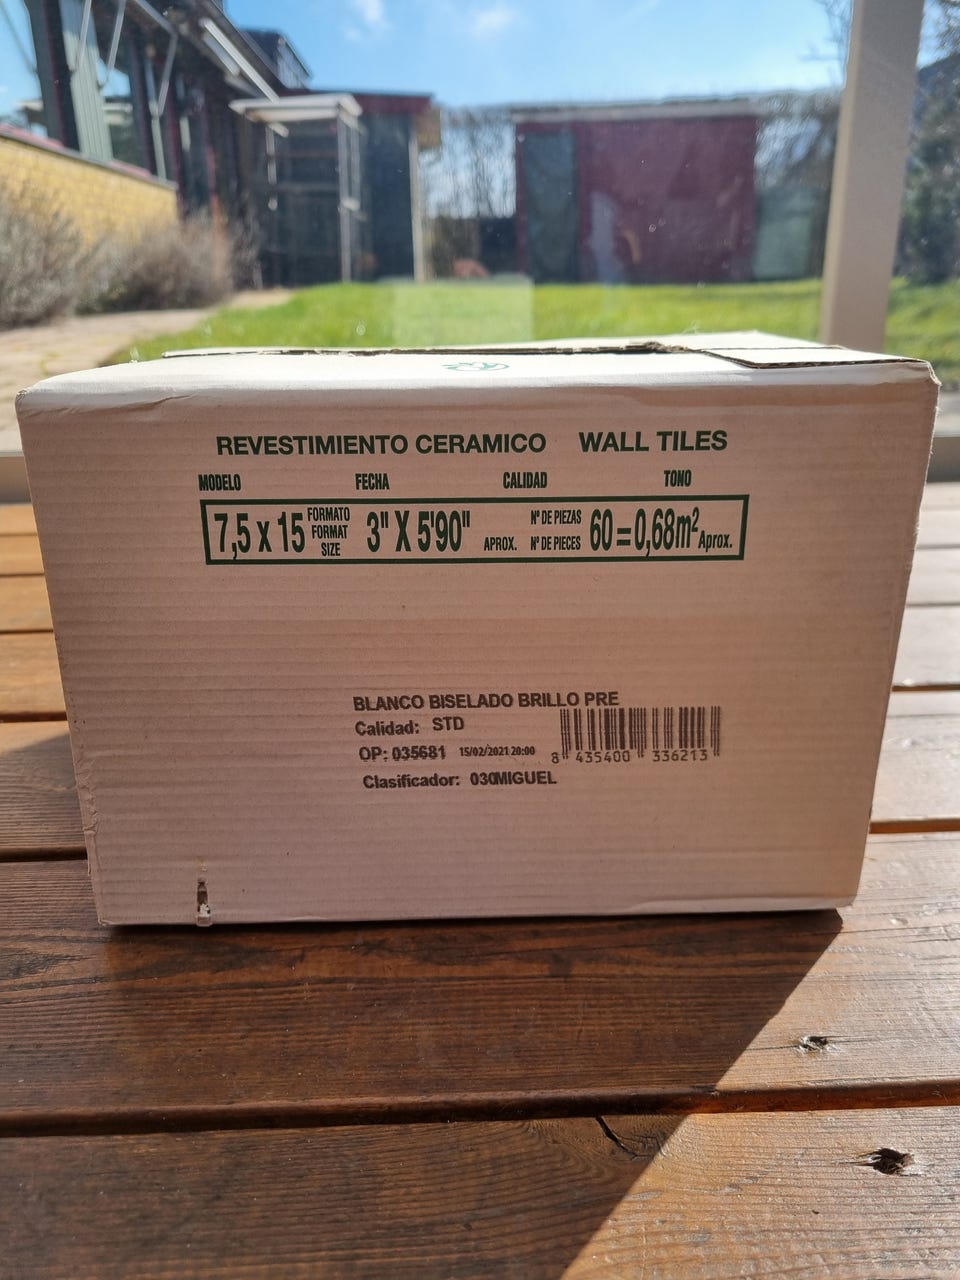 REVESTIMIENTO CERAMICO WALL TILES
MODELO FECHA CALIDAD TONO
7,5 x 15 FORMATO FORMAT SIZE 3" X 5'90" APROX. Nº DE PIEZAS Nº DE PIECES 60 = 0,68m² Aprox.
BLANCO BISELADO BRILLO PRE
Calidad: STD
OP: 035681 15/02/2021 20:00
8 435400 336213
Clasificador: 030MIGUEL